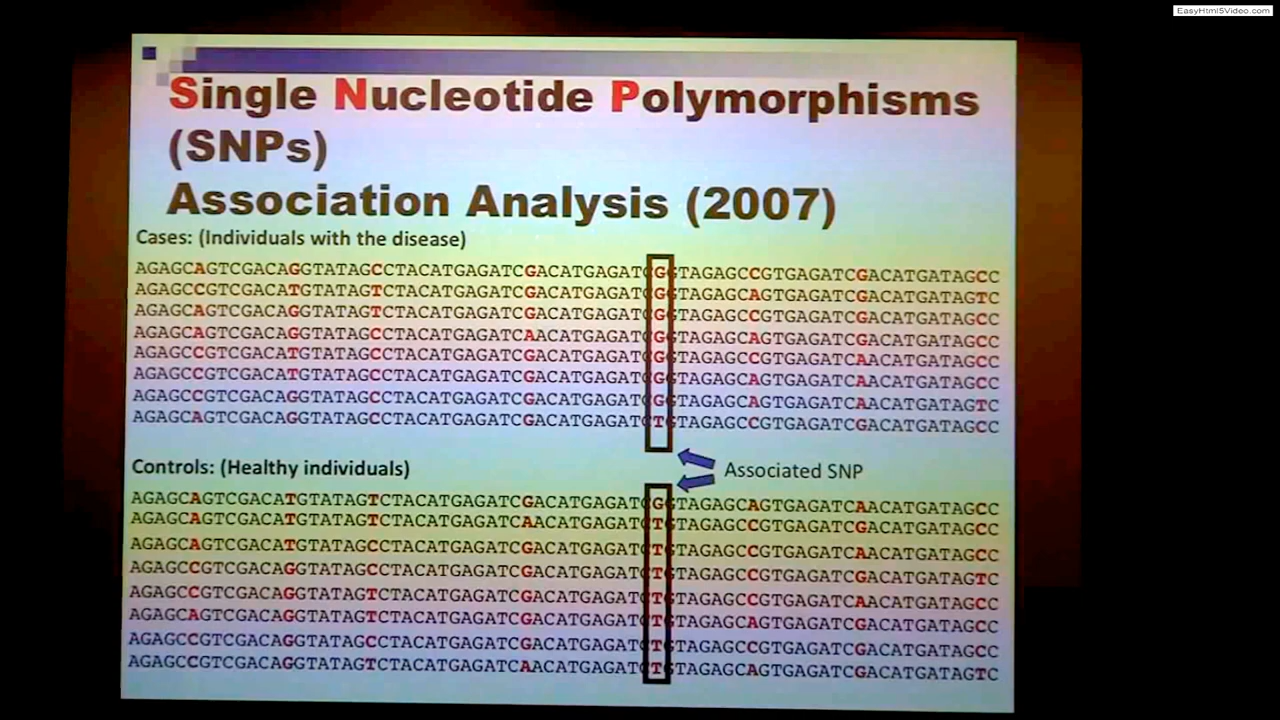 EasyHtml5Video.com
Single Nucleotide Polymorphisms
(SNPs)
Association Analysis (2007)
Cases: (Individuals with the disease)
AGAGCAGTCGACAGGTATAGCCTACATGAGATCGACATGAGATCGGTAGAGCCGTGAGATCGACATGATAGCC
AGAGCCGTCGACATGTATAGTCTACATGAGATCGACATGAGATCGGTAGAGCAGTGAGATCGACATGATAGTC
AGAGCAGTCGACAGGTATAGTCTACATGAGATCGACATGAGATCGGTAGAGCCGTGAGATCGACATGATAGCC
AGAGCAGTCGACAGGTATAGCCTACATGAGATCAACATGAGATCGGTAGAGCAGTGAGATCGACATGATAGCC
AGAGCCGTCGACATGTATAGCCTACATGAGATCGACATGAGATCGGTAGAGCCGTGAGATCAACATGATAGCC
AGAGCCGTCGACATGTATAGCCTACATGAGATCGACATGAGATCGGTAGAGCAGTGAGATCAACATGATAGCC
AGAGCCGTCGACAGGTATAGCCTACATGAGATCGACATGAGATCGGTAGAGCAGTGAGATCAACATGATAGTC
AGAGCAGTCGACAGGTATAGCCTACATGAGATCGACATGAGATCTGTAGAGCCGTGAGATCGACATGATAGCC
Controls: (Healthy individuals)
Associated SNP
AGAGCAGTCGACATGTATAGTCTACATGAGATCGACATGAGATCGGTAGAGCAGTGAGATCAACATGATAGCC
AGAGCAGTCGACATGTATAGTCTACATGAGATCAACATGAGATCTGTAGAGCCGTGAGATCGACATGATAGCC
AGAGCAGTCGACATGTATAGCCTACATGAGATCGACATGAGATCTGTAGAGCCGTGAGATCAACATGATAGCC
AGAGCCGTCGACAGGTATAGCCTACATGAGATCGACATGAGATCTGTAGAGCCGTGAGATCGACATGATAGTC
AGAGCCGTCGACAGGTATAGTCTACATGAGATCGACATGAGATCTGTAGAGCCGTGAGATCAACATGATAGCC
AGAGCAGTCGACAGGTATAGTCTACATGAGATCGACATGAGATCTGTAGAGCAGTGAGATCGACATGATAGCC
AGAGCCGTCGACAGGTATAGCCTACATGAGATCGACATGAGATCTGTAGAGCCGTGAGATCGACATGATAGCC
AGAGCCGTCGACAGGTATAGTCTACATGAGATCAACATGAGATCTGTAGAGCAGTGAGATCGACATGATAGTC